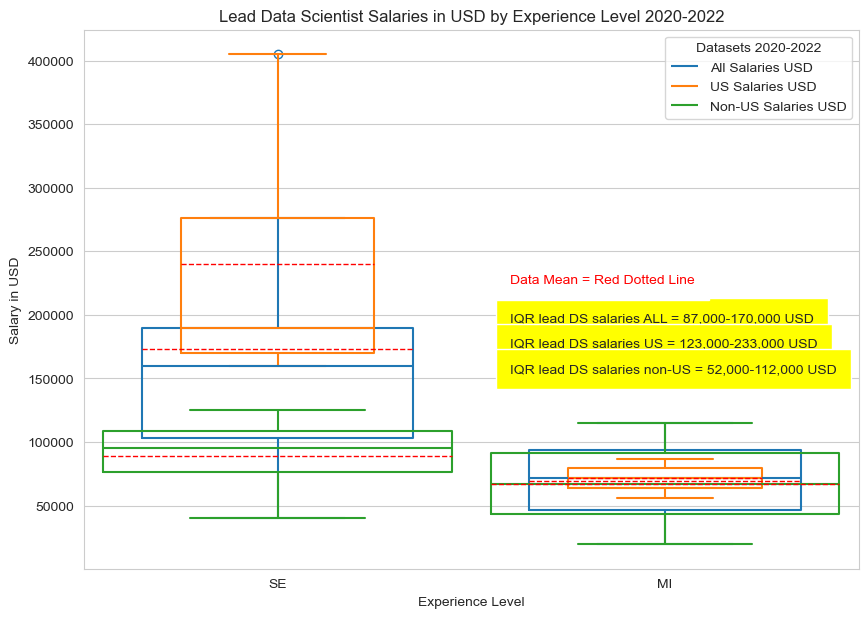 Lead Data Scientist Salaries in USD by Experience Level 2020-2022
Datasets 2020-2022
All Salaries USD
US Salaries USD
Non-US Salaries USD
400000
350000
300000
250000
200000
150000
100000
50000
Salary in USD
Data Mean = Red Dotted Line
IQR lead DS salaries ALL = 87,000-170,000 USD
IQR lead DS salaries US = 123,000-233,000 USD
IQR lead DS salaries non-US = 52,000-112,000 USD
SE
MI
Experience Level